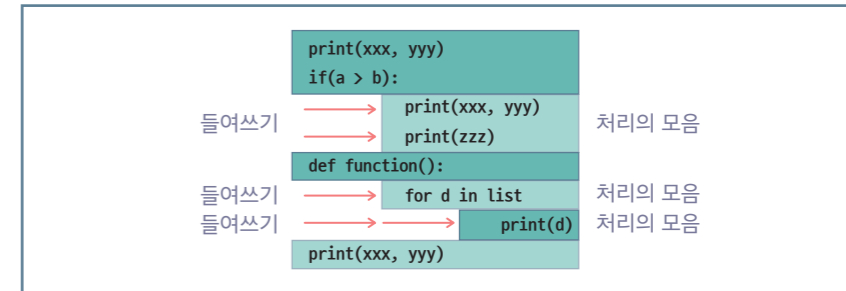 print(xxx, yyy)
if(a > b):
들여쓰기
print(xxx, yyy)
print(zzz)
처리의 모음
def function():
들여쓰기 for d in list 처리의 모음
들여쓰기 print(d) 처리의 모음
print(xxx, yyy)